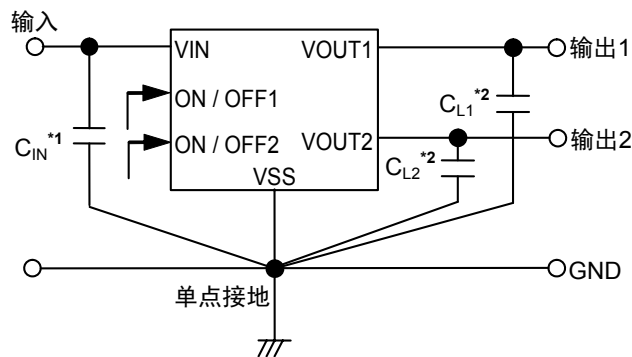 输入
VIN
VOUT1
输出1
ON / OFF1
CL1*2
CIN*1
ON / OFF2
VOUT2
输出2
VSS
CL2*2
GND
单点接地